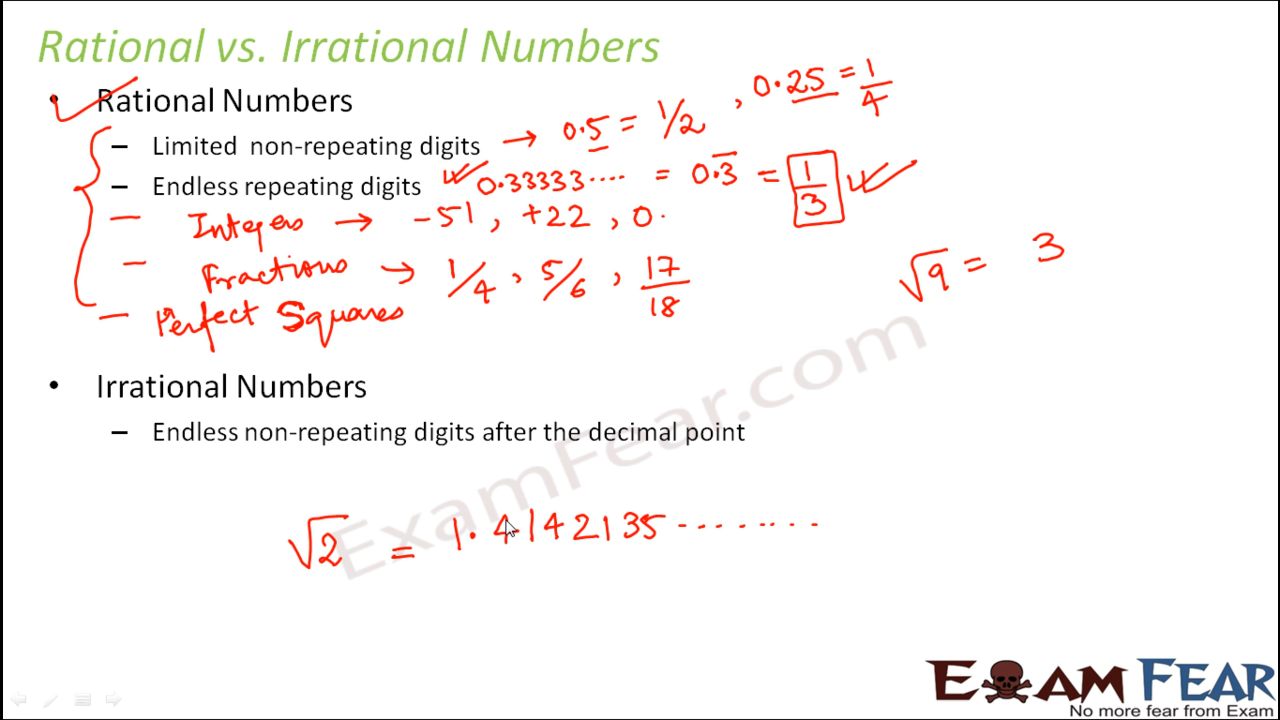 Rational vs. Irrational Numbers
• Rational Numbers
– Limited non-repeating digits → 0.5 = 1/2 , 0.25 = 1/4
– Endless repeating digits 0.33333.... = 0.3̅ = 1/3
– Integers → -51, +22, 0.
– Fractions → 1/4, 5/6, 17/18
– Perfect Squares
√9 = 3
• Irrational Numbers
– Endless non-repeating digits after the decimal point
√2 = 1.4142135........
ExamFear.com
EXAM FEAR
No more fear from Exam